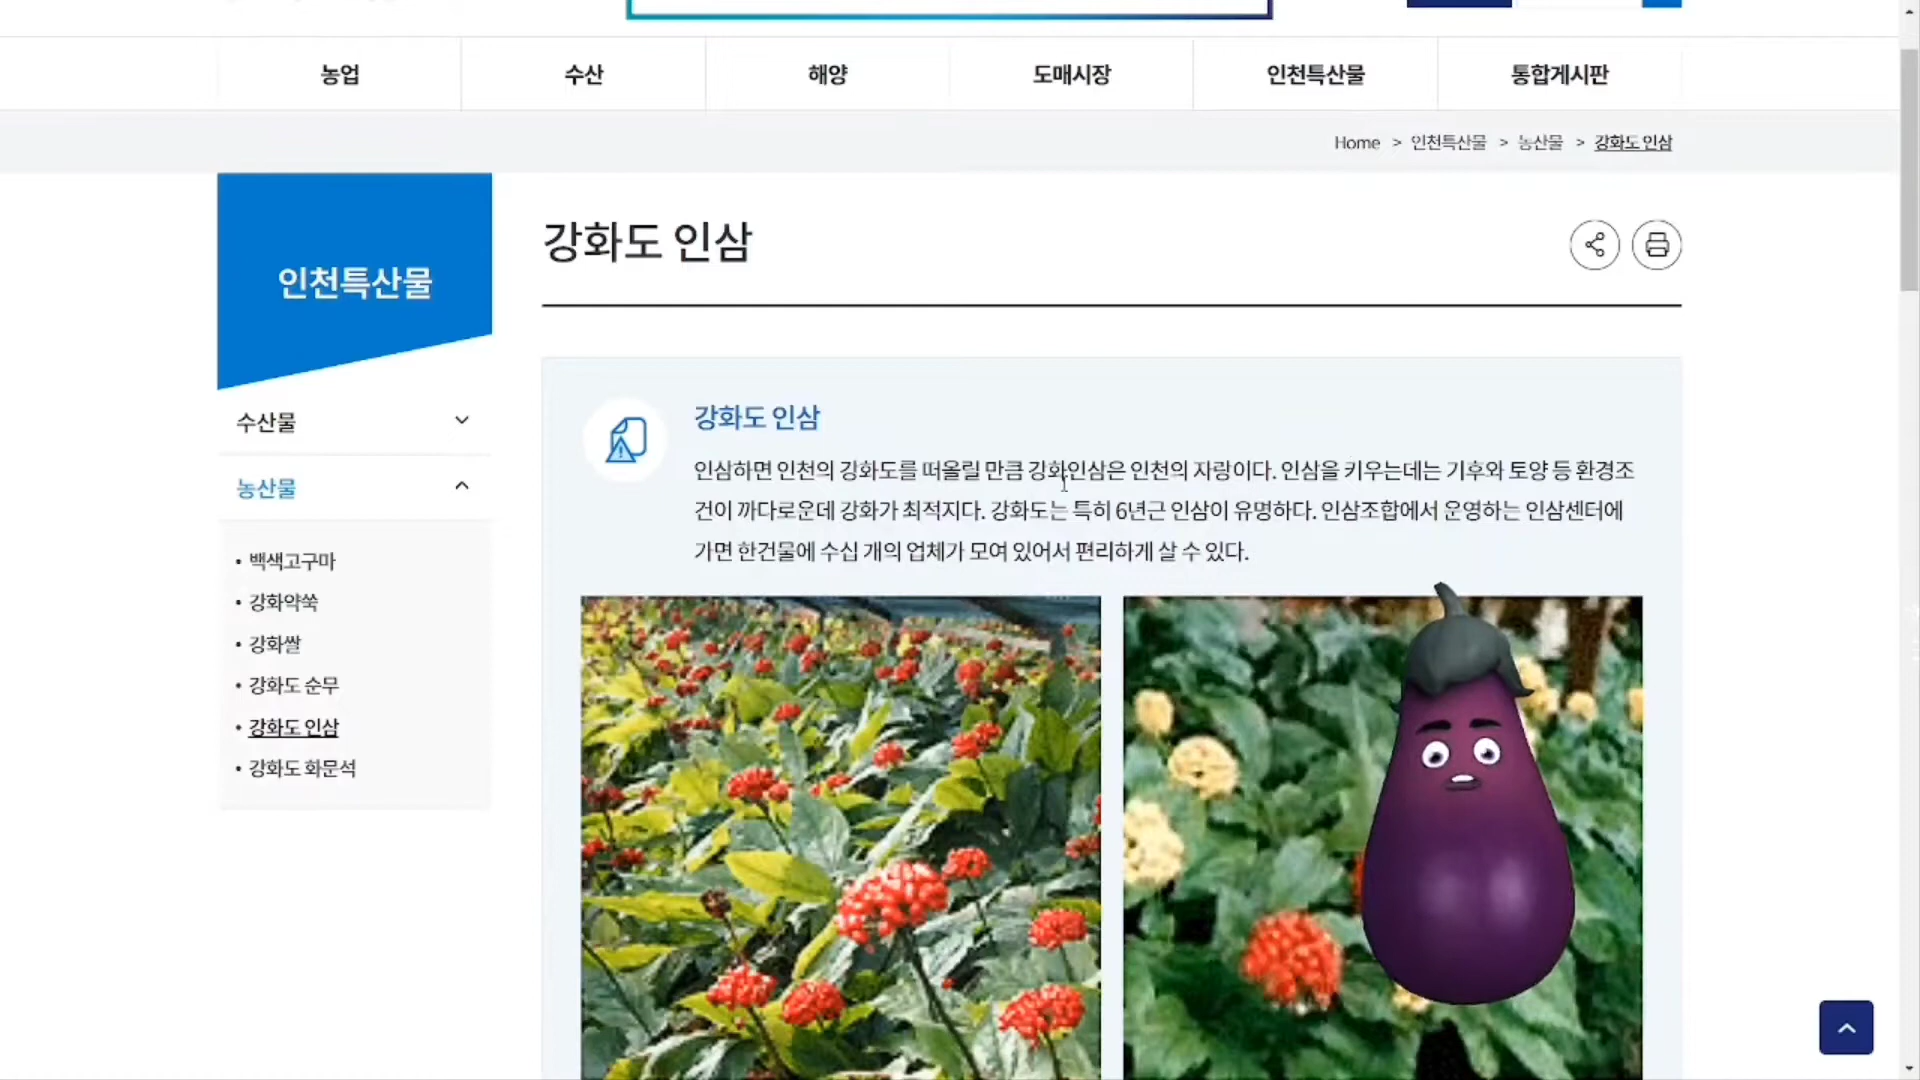 농업
수산
해양
도매시장
인천특산물
통합게시판
Home > 인천특산물 > 농산물 > 강화도 인삼
인천특산물
수산물
농산물
• 백색고구마
• 강화약쑥
• 강화쌀
• 강화도 순무
• 강화도 인삼
• 강화도 화문석
강화도 인삼
강화도 인삼
인삼하면 인천의 강화도를 떠올릴 만큼 강화인삼은 인천의 자랑이다. 인삼을 키우는데는 기후와 토양 등 환경조
건이 까다로운데 강화가 최적지다. 강화도는 특히 6년근 인삼이 유명하다. 인삼조합에서 운영하는 인삼센터에
가면 한건물에 수십 개의 업체가 모여 있어서 편리하게 살 수 있다.